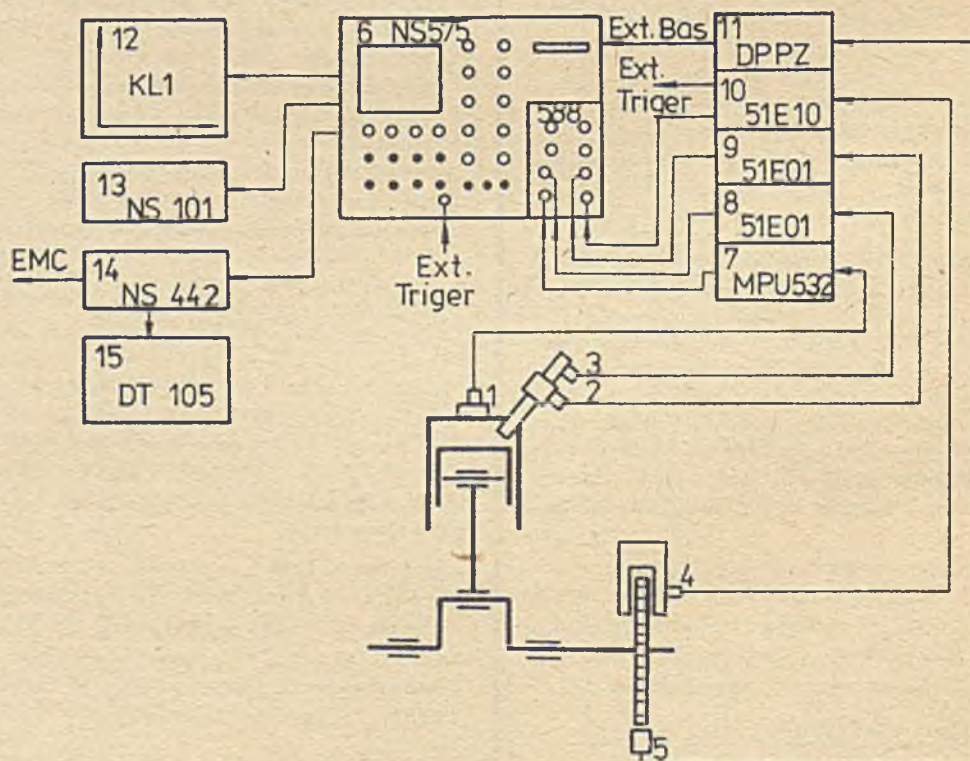 12
KL1
13
NS 101
EMC
14
NS 442
15
DT 105
6 NS575
588
Ext.
Triger
Ext. Bas
Ext.
Triger
11
DPPZ
10
51E10
9
51E01
8
51E01
7
MPU532
1
3
2
4
5